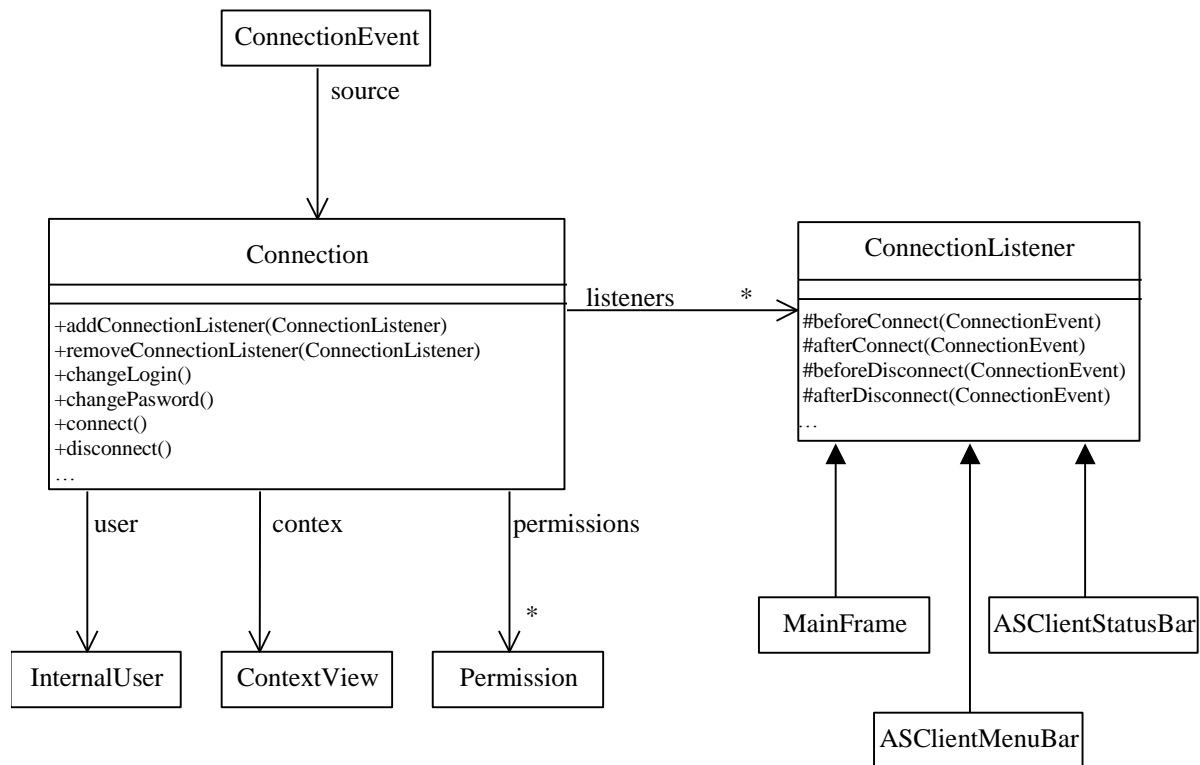 ConnectionEvent
source
Connection
+addConnectionListener(ConnectionListener)
+removeConnectionListener(ConnectionListener)
+changeLogin()
+changePasword()
+connect()
+disconnect()
…
listeners *
ConnectionListener
#beforeConnect(ConnectionEvent)
#afterConnect(ConnectionEvent)
#beforeDisconnect(ConnectionEvent)
#afterDisconnect(ConnectionEvent)
…
user
contex
permissions
*
InternalUser
ContextView
Permission
MainFrame
ASClientStatusBar
ASClientMenuBar